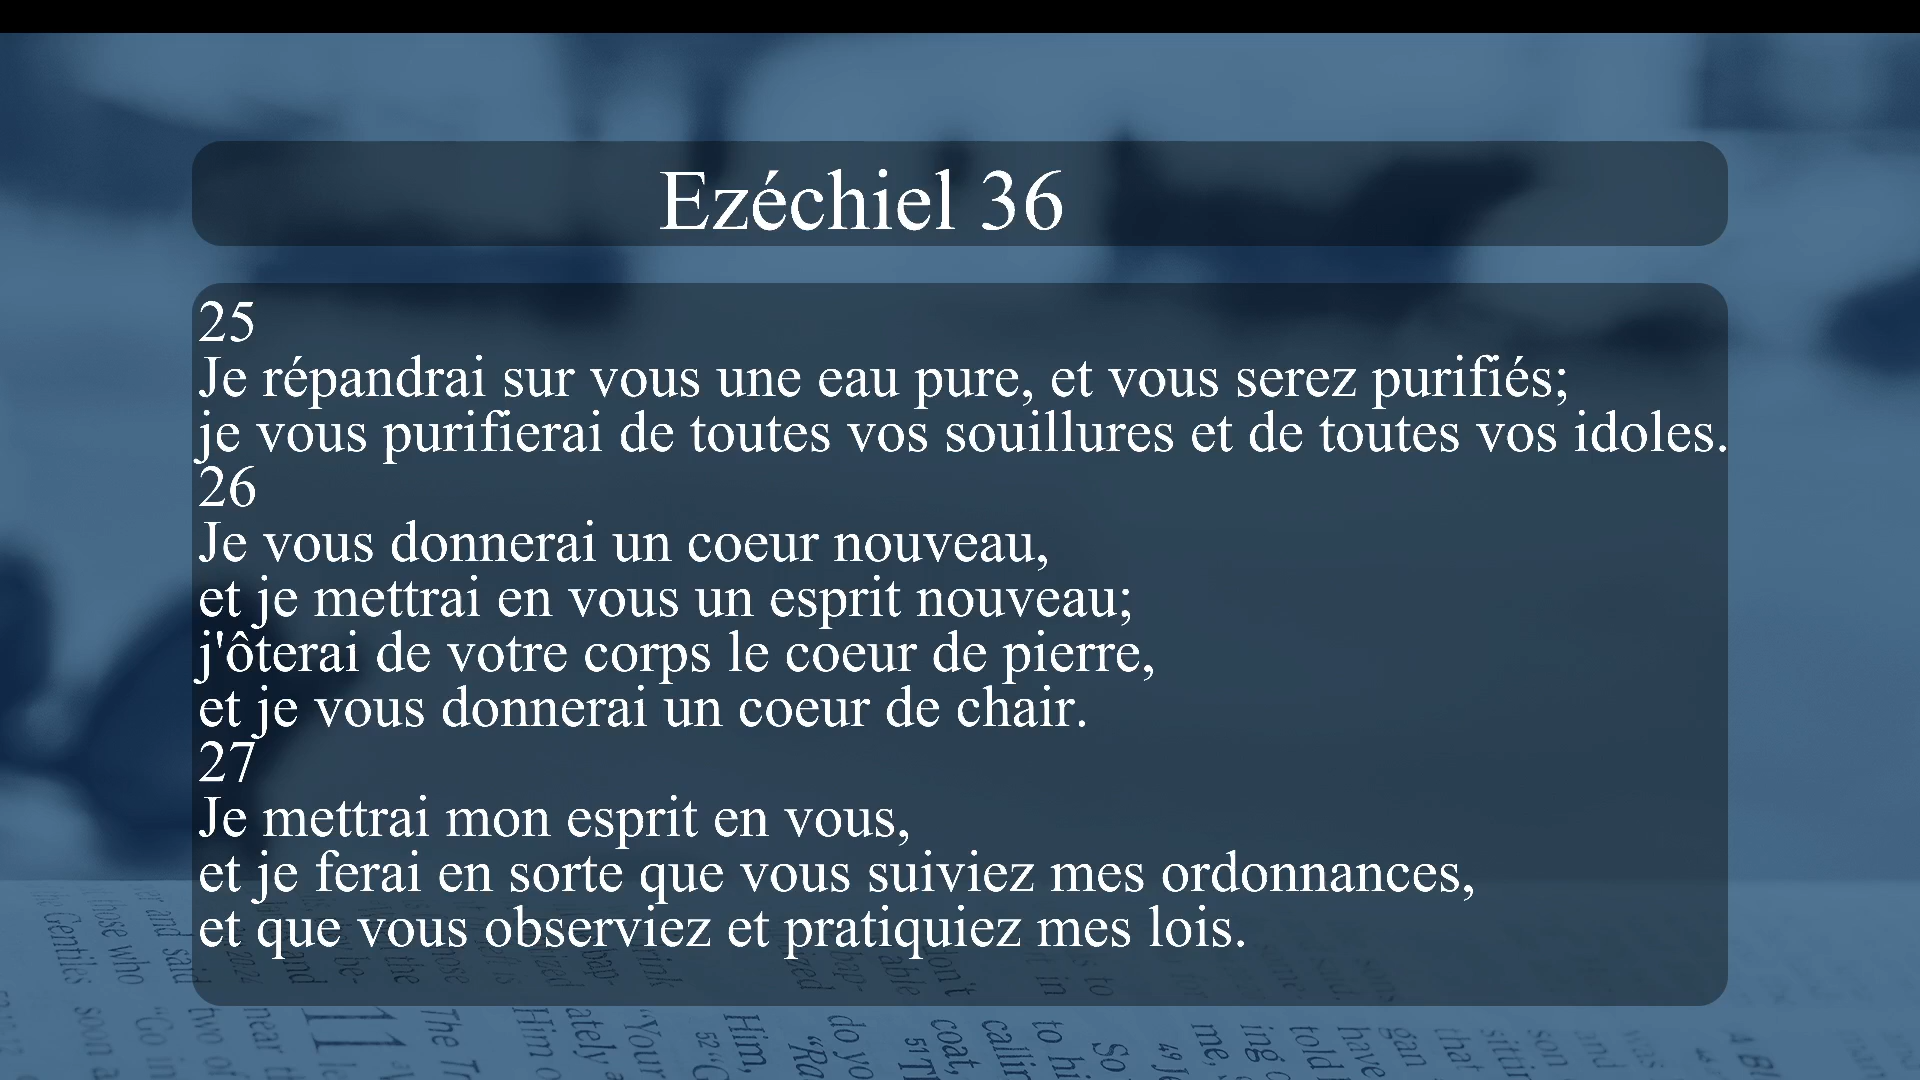 Ezéchiel 36
25
Je répandrai sur vous une eau pure, et vous serez purifiés;
je vous purifierai de toutes vos souillures et de toutes vos idoles.
26
Je vous donnerai un coeur nouveau,
et je mettrai en vous un esprit nouveau;
j'ôterai de votre corps le coeur de pierre,
et je vous donnerai un coeur de chair.
27
Je mettrai mon esprit en vous,
et je ferai en sorte que vous suiviez mes ordonnances,
et que vous observiez et pratiquiez mes lois.